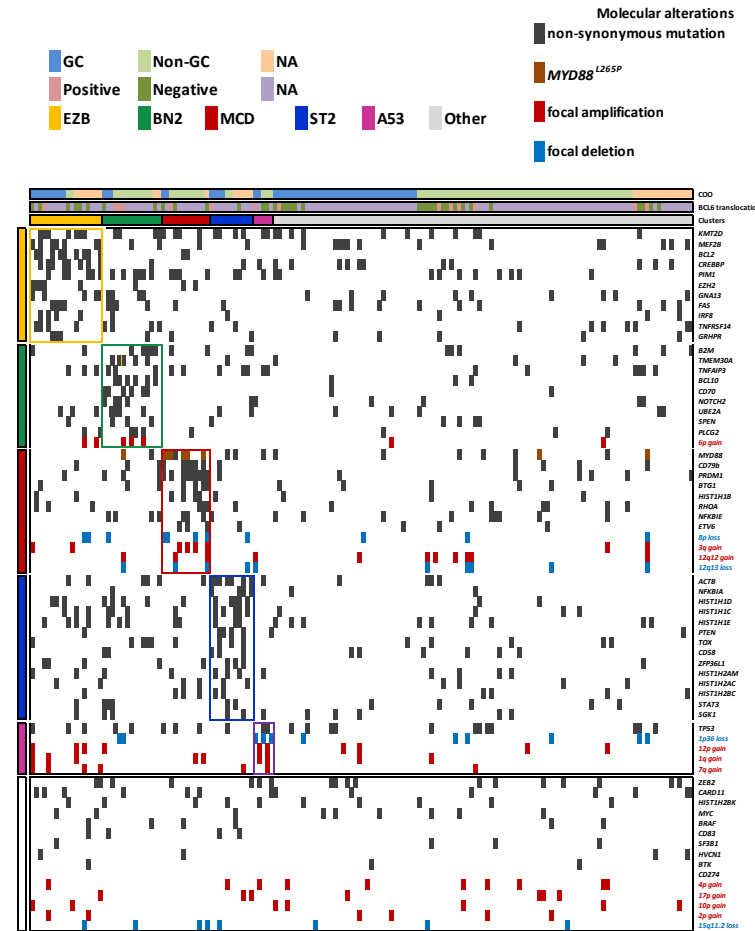 Molecular alterations
GC Non-GC NA non-synonymous mutation
Positive Negative NA MYD88 L265P
EZB BN2 MCD ST2 A53 Other focal amplification
focal deletion
COO
BCL6 translocatic
Clusters
KMT2D
MEF2B
BCL2
CREBBP
PIM1
EZH2
GNA13
FAS
IRF8
TNFRSF14
GRHPR
B2M
TMEM30A
TNFAIP3
BCL10
CD70
NOTCH2
UBE2A
SPEN
PLCG2
6p gain
MYD88
CD79b
PRDM1
BTG1
HIST1H1B
RHOA
NFKBIE
ETV6
8p loss
3q gain
12q12 gain
12q13 loss
ACTB
NFKBIA
HIST1H1D
HIST1H1C
HIST1H1E
PTEN
TOX
CD58
ZFP36L1
HIST1H2AM
HIST1H2AC
HIST1H2BC
STAT3
SGK1
TP53
1p36 loss
12p gain
1q gain
7q gain
ZEB2
CARD11
HIST1H2BK
MYC
BRAF
CD83
SF3B1
HVCN1
BTK
CD274
4p gain
17p gain
10p gain
2p gain
15q11.2 loss